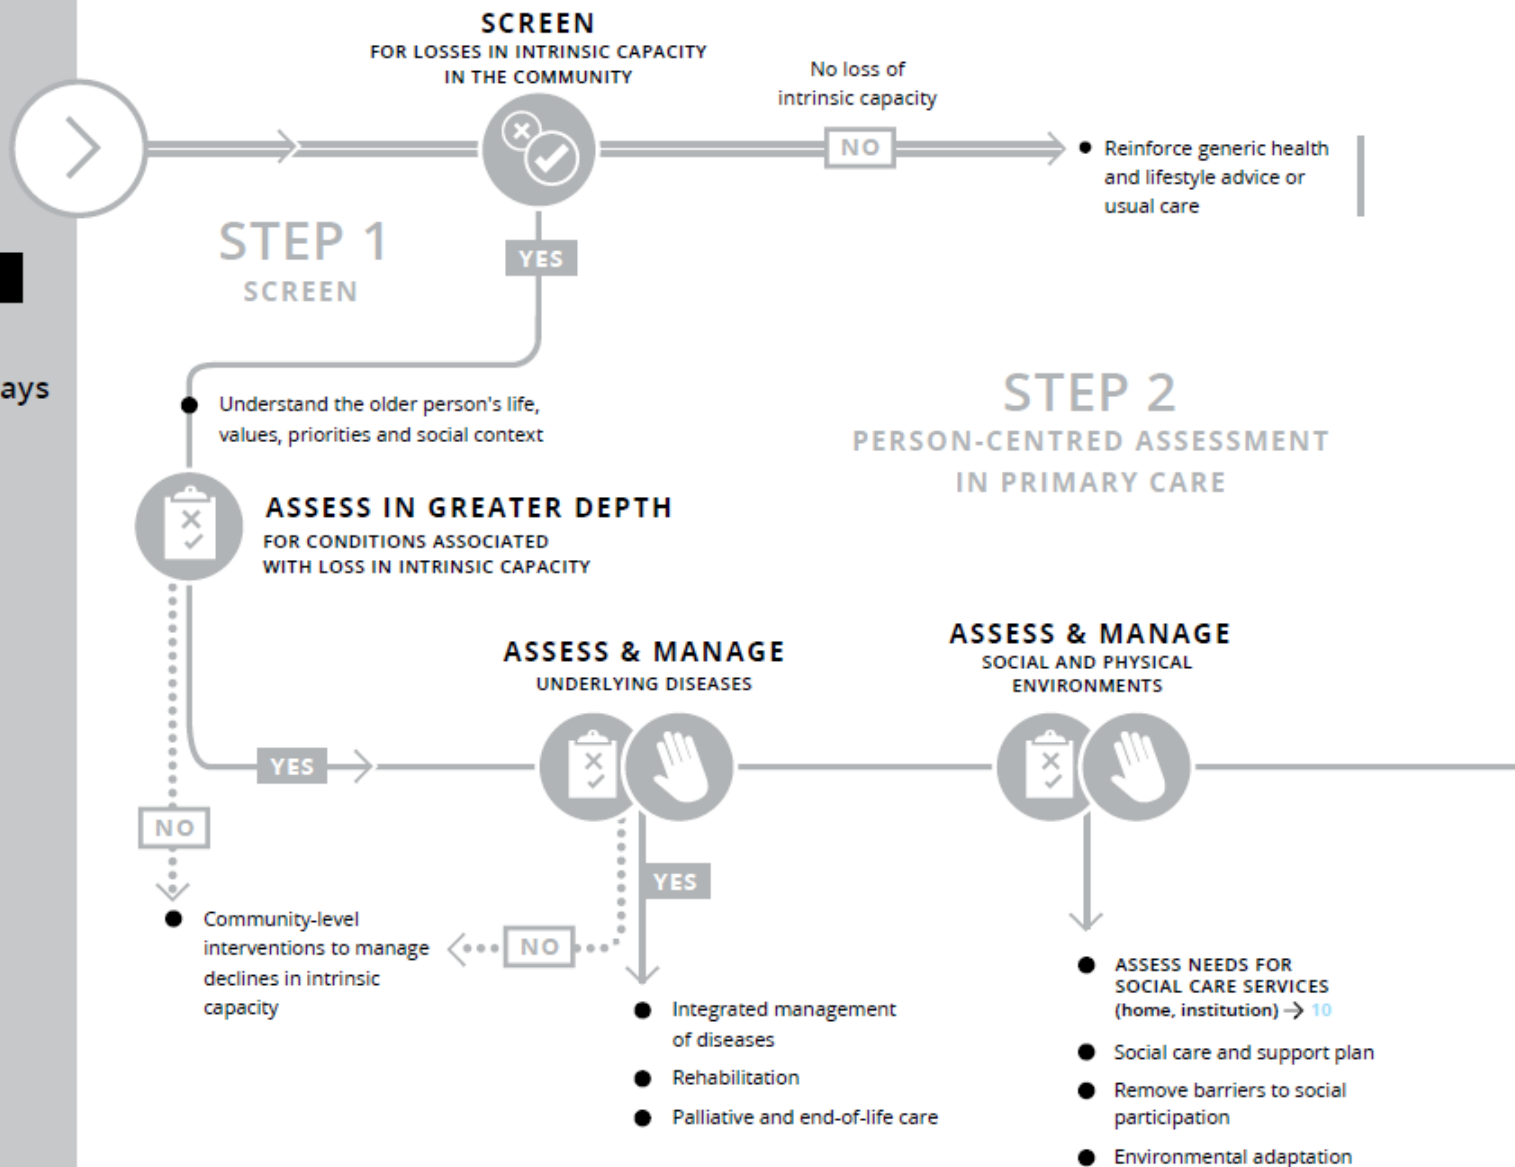 SCREEN
FOR LOSSES IN INTRINSIC CAPACITY
IN THE COMMUNITY
No loss of
intrinsic capacity
NO
Reinforce generic health
and lifestyle advice or
usual care
STEP 1
SCREEN
YES
ays
Understand the older person's life,
values, priorities and social context
STEP 2
PERSON-CENTRED ASSESSMENT
IN PRIMARY CARE
ASSESS IN GREATER DEPTH
FOR CONDITIONS ASSOCIATED
WITH LOSS IN INTRINSIC CAPACITY
ASSESS & MANAGE
UNDERLYING DISEASES
ASSESS & MANAGE
SOCIAL AND PHYSICAL
ENVIRONMENTS
YES
NO
YES
NO
Community-level
interventions to manage
declines in intrinsic
capacity
Integrated management
of diseases
Rehabilitation
Palliative and end-of-life care
ASSESS NEEDS FOR
SOCIAL CARE SERVICES
(home, institution) → 10
Social care and support plan
Remove barriers to social
participation
Environmental adaptation